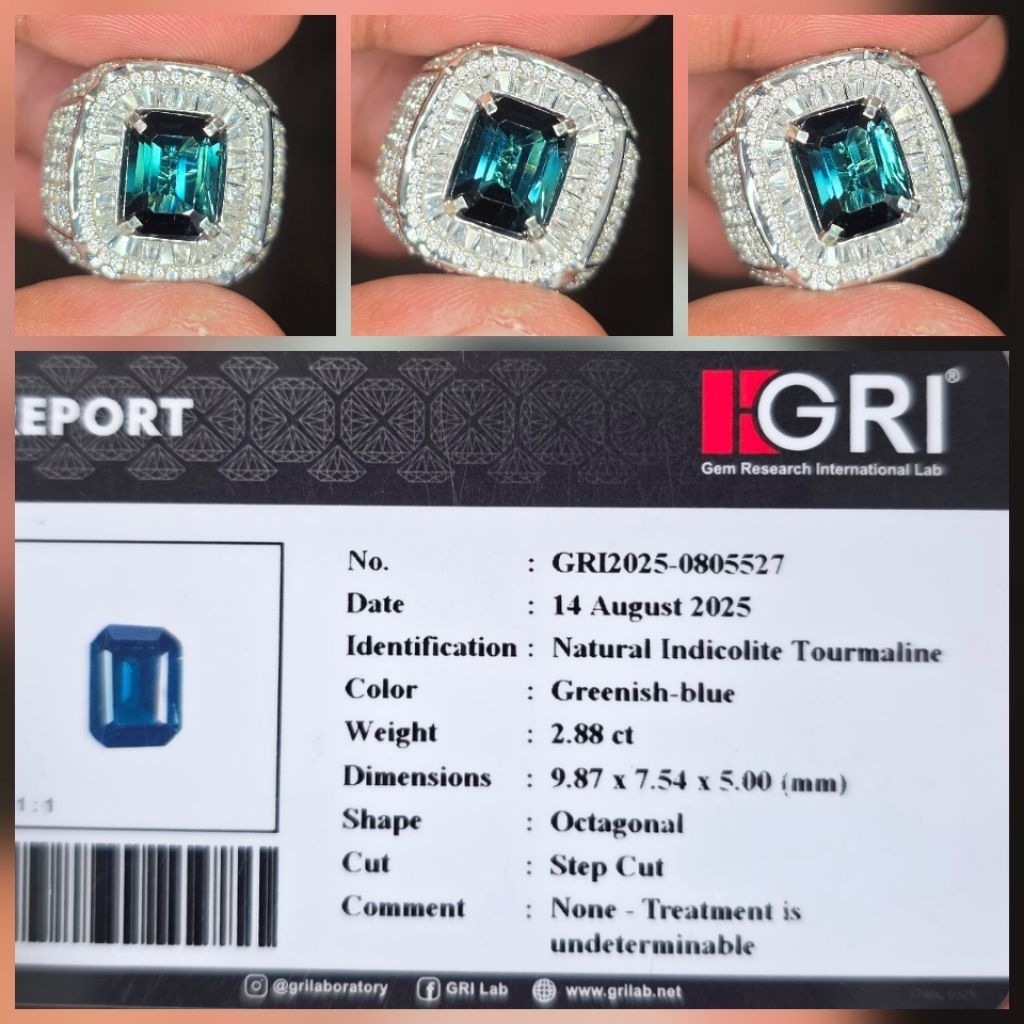 EPORT
GRI®
Gem Research International Lab
No. : GRI2025-0805527
Date : 14 August 2025
Identification : Natural Indicolite Tourmaline
Color : Greenish-blue
Weight : 2.88 ct
Dimensions : 9.87 x 7.54 x 5.00 (mm)
Shape : Octagonal
Cut : Step Cut
Comment : None - Treatment is
undeterminable
1:1
@grilaboratory GRI Lab www.grilab.net